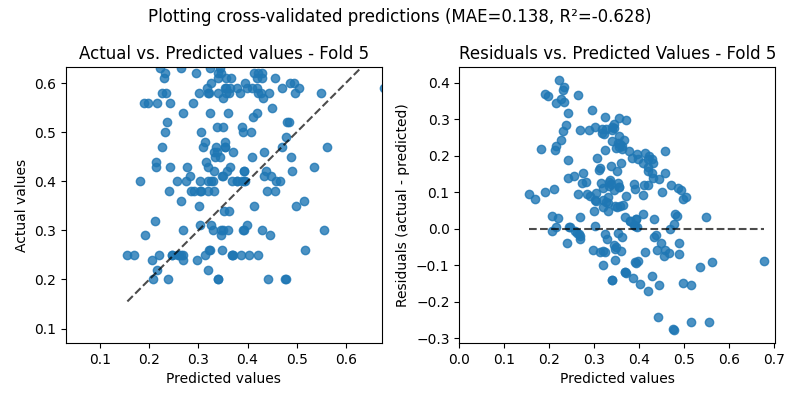 Plotting cross-validated predictions (MAE=0.138, R²=-0.628)
Actual vs. Predicted values - Fold 5
Residuals vs. Predicted Values - Fold 5
Actual values
0.6
0.5
0.4
0.3
0.2
0.1
0.1 0.2 0.3 0.4 0.5 0.6
Predicted values
Residuals (actual - predicted)
0.4
0.3
0.2
0.1
0.0
−0.1
−0.2
−0.3
0.0 0.1 0.2 0.3 0.4 0.5 0.6 0.7
Predicted values